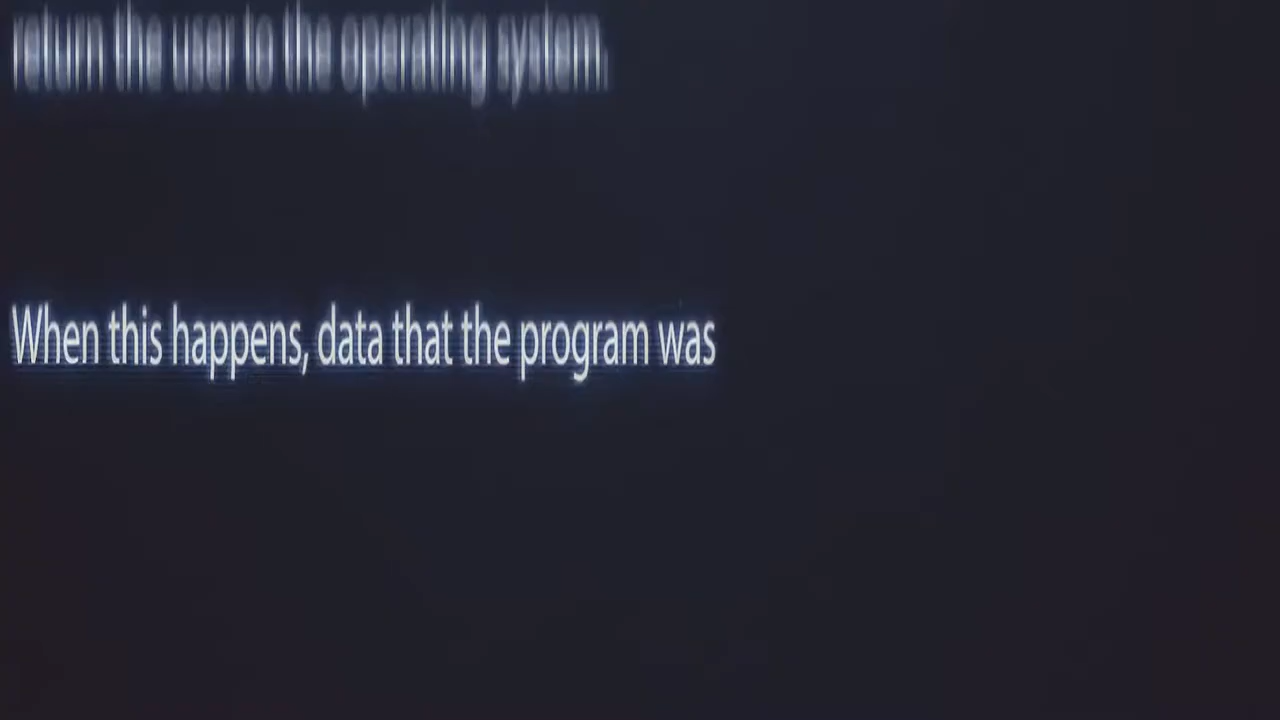 return the user to the operating system.
When this happens, data that the program was